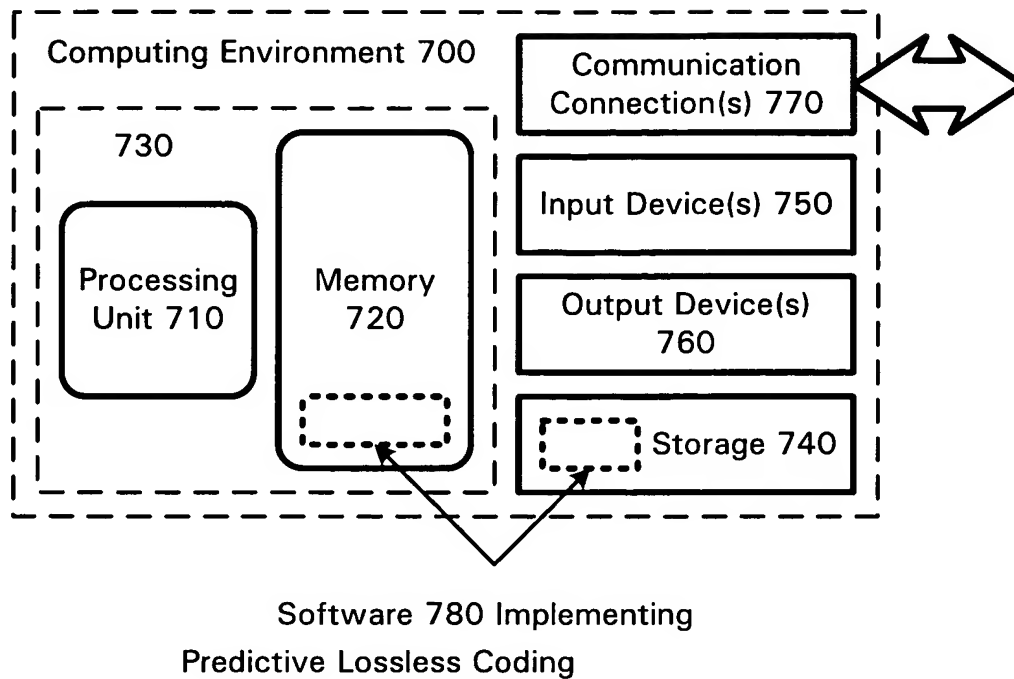 Computing Environment 700
Communication
Connection(s) 770
730
Input Device(s) 750
Processing
Unit 710
Memory
720
Output Device(s)
760
Storage 740
Software 780 Implementing
Predictive Lossless Coding